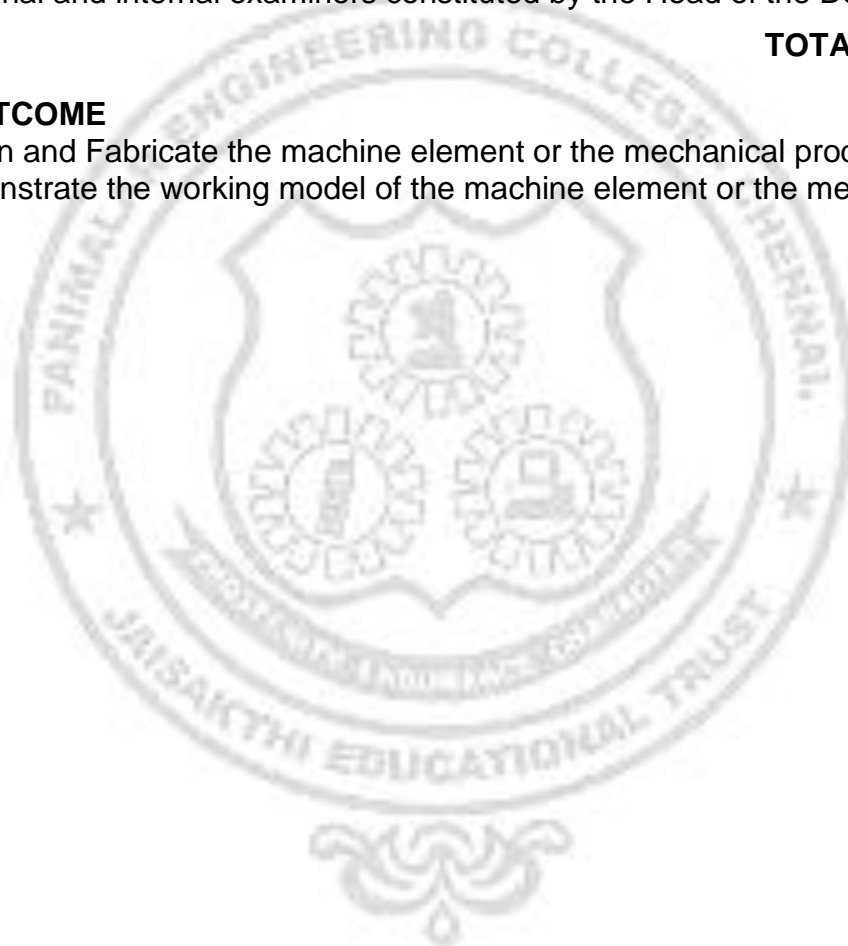 nal and internal examiners constituted by the Head of the De
TOTA
TCOME
n and Fabricate the machine element or the mechanical prod
nstrate the working model of the machine element or the me
PANIMALAR ENGINEERING COLLEGE, CHENNAI.
JAISAKTHI EDUCATIONAL TRUST